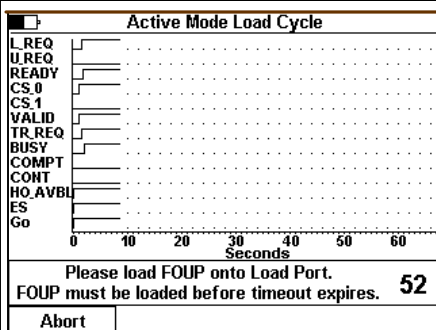 Active Mode Load Cycle
L_REQ
U_REQ
READY
CS_0
CS_1
VALID
TR_REQ
BUSY
COMPT
CONT
HO_AVBL
ES
Go
0 10 20 30 40 50 60
Seconds
Please load FOUP onto Load Port.
FOUP must be loaded before timeout expires. 52
Abort